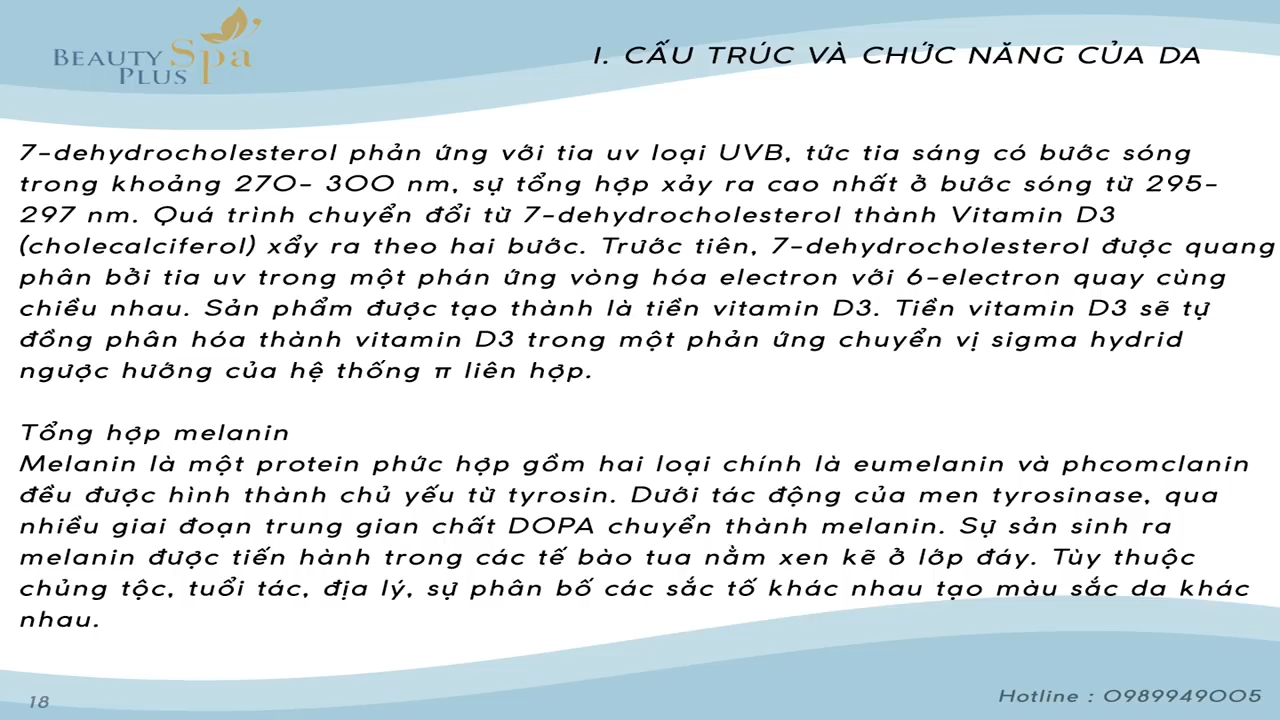 BEAUTY Spa
PLUS
I. CẤU TRÚC VÀ CHỨC NĂNG CỦA DA
7-dehydrocholesterol phản ứng với tia uv loại UVB, tức tia sáng có bước sóng
trong khoảng 270- 300 nm, sự tổng hợp xảy ra cao nhất ở bước sóng từ 295-
297 nm. Quá trình chuyển đổi từ 7-dehydrocholesterol thành Vitamin D3
(cholecalciferol) xẩy ra theo hai bước. Trước tiên, 7-dehydrocholesterol được quang
phân bởi tia uv trong một phán ứng vòng hóa electron với 6-electron quay cùng
chiều nhau. Sản phẩm được tạo thành là tiền vitamin D3. Tiền vitamin D3 sẽ tự
đồng phân hóa thành vitamin D3 trong một phản ứng chuyển vị sigma hydrid
ngược hướng của hệ thống π liên hợp.
Tổng hợp melanin
Melanin là một protein phức hợp gồm hai loại chính là eumelanin và phcomclanin
đều được hình thành chủ yếu từ tyrosin. Dưới tác động của men tyrosinase, qua
nhiều giai đoạn trung gian chất DOPA chuyển thành melanin. Sự sản sinh ra
melanin được tiến hành trong các tế bào tua nằm xen kẽ ở lớp đáy. Tùy thuộc
chủng tộc, tuổi tác, địa lý, sự phân bố các sắc tố khác nhau tạo màu sắc da khác
nhau.
18
Hotline : 0989949005